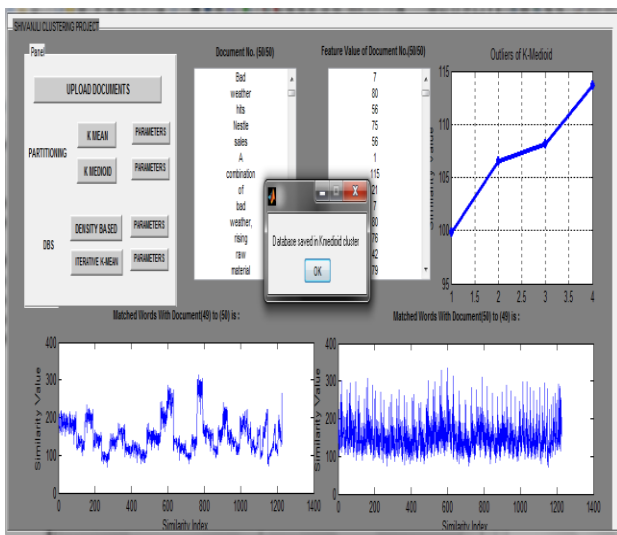 SHIVANJLI CLUSTERING PROJECT
Panel
UPLOAD DOCUMENTS
PARTITIONING
K MEAN
PARAMETERS
K MEDIOID
PARAMETERS
DBS
DENSITY BASED
PARAMETERS
ITERATIVE K-MEAN
PARAMETERS
Document No. (50/50)
Bad
weather
hits
Nestle
sales
A
combination
of
bad
weather,
rising
raw
material
Feature Value of Document No.(50/50)
7
80
56
75
56
1
115
21
7
80
76
42
79
Database saved in Kmedioid cluster
OK
Outliers of K-Medioid
Similarity Value
115
110
105
100
95
1 1.5 2 2.5 3 3.5 4
Matched Words With Document(49) to (50) is :
Similarity Value
400
300
200
100
0
0 200 400 600 800 1000 1200 1400
Similarity Index
Matched Words With Document(50) to (49) is :
Similarity Value
400
300
200
100
0
0 200 400 600 800 1000 1200 1400
Similarity Index